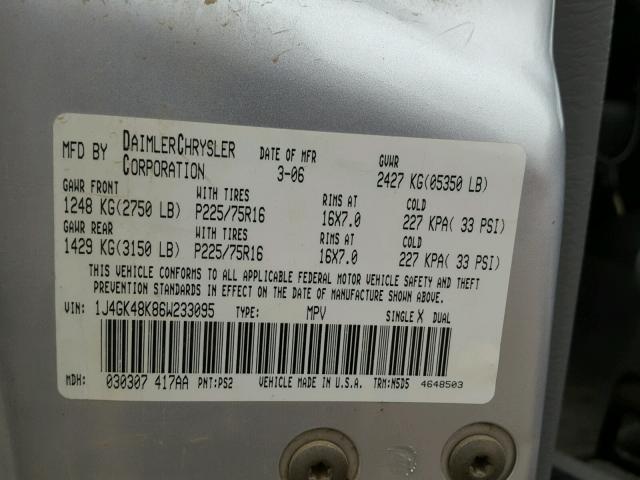 MFD BY DAIMLERCHRYSLER CORPORATION DATE OF MFR 3-06 GVWR 2427 KG(05350 LB)
GAWR FRONT WITH TIRES RIMS AT COLD
1248 KG(2750 LB) P225/75R16 16X7.0 227 KPA( 33 PSI)
GAWR REAR WITH TIRES RIMS AT COLD
1429 KG(3150 LB) P225/75R16 16X7.0 227 KPA( 33 PSI)
THIS VEHICLE CONFORMS TO ALL APPLICABLE FEDERAL MOTOR VEHICLE SAFETY AND THEFT
PREVENTION STANDARDS IN EFFECT ON THE DATE OF MANUFACTURE SHOWN ABOVE.
VIN: 1J4GK48K86W233095 TYPE: MPV SINGLE X DUAL
MDH: 030307 417AA PNT:PS2 VEHICLE MADE IN U.S.A. TRM:N5D5 4648503